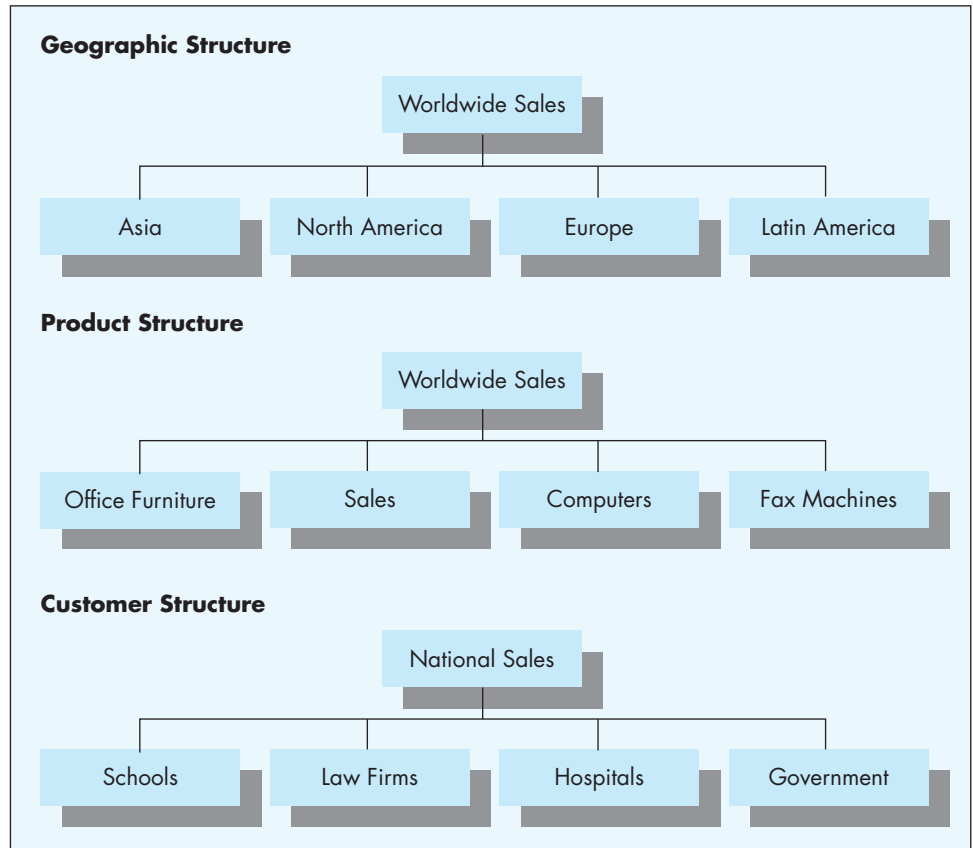 Geographic Structure
Worldwide Sales
Asia
North America
Europe
Latin America
Product Structure
Worldwide Sales
Office Furniture
Sales
Computers
Fax Machines
Customer Structure
National Sales
Schools
Law Firms
Hospitals
Government